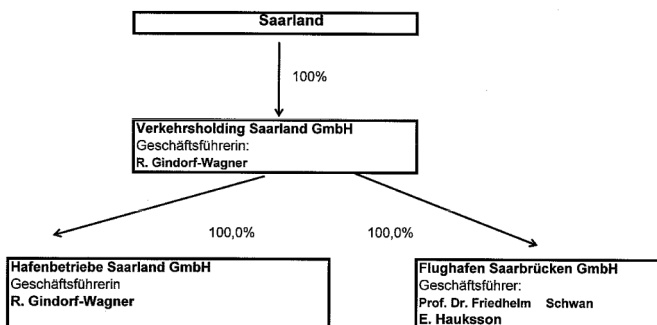 Saarland
100%
Verkehrsholding Saarland GmbH
Geschäftsführerin:
R. Gindorf-Wagner
100,0%
100,0%
Hafenbetriebe Saarland GmbH
Geschäftsführerin
R. Gindorf-Wagner
Flughafen Saarbrücken GmbH
Geschäftsführer:
Prof. Dr. Friedhelm Schwan
E. Hauksson